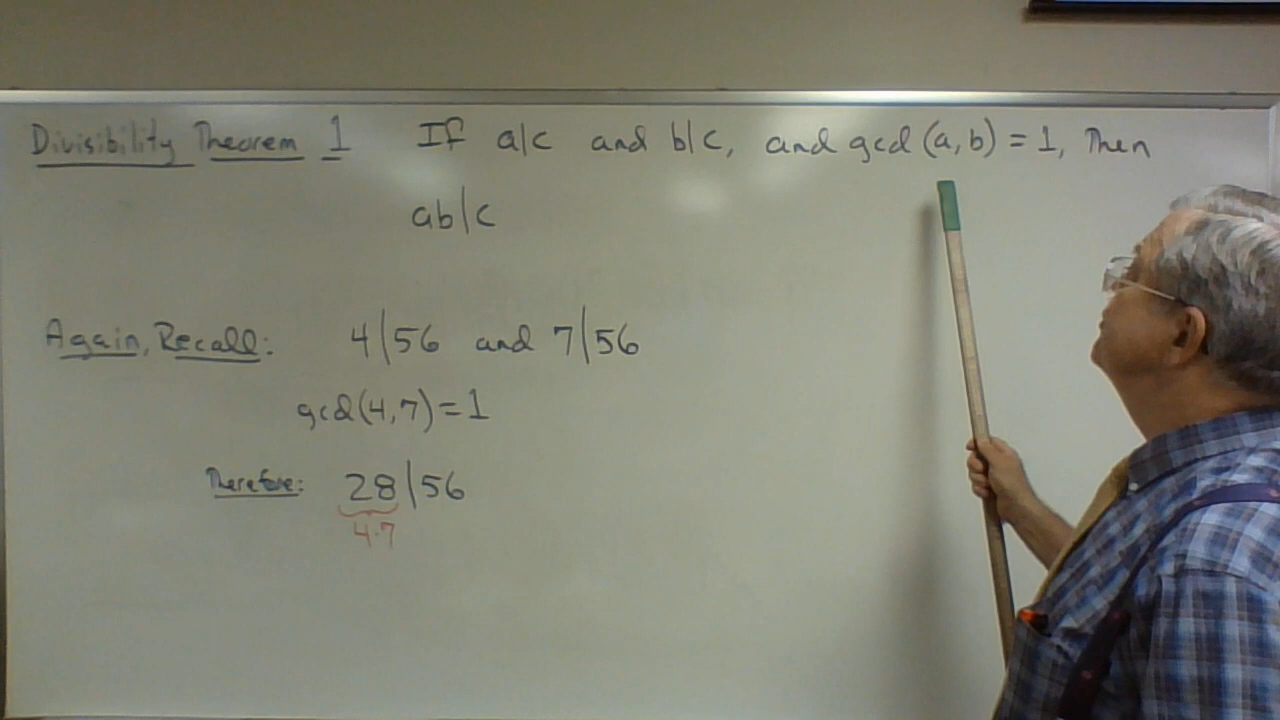 Divisibility Theorem 1 If a|c and b|c, and gcd(a,b) = 1, Then
ab|c
Again, Recall: 4|56 and 7|56
gcd(4,7)=1
Therefore: 28|56
4·7